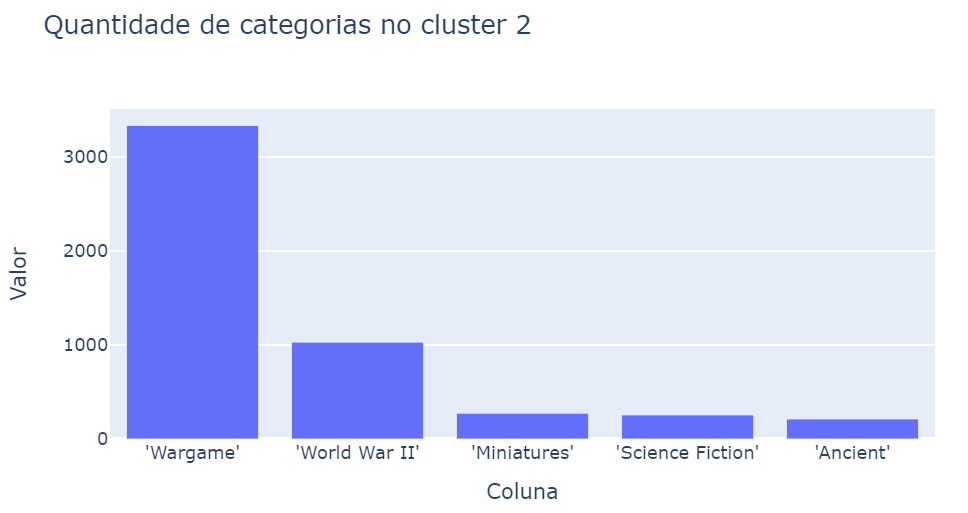 Quantidade de categorias no cluster 2
Valor
3000
2000
1000
0
'Wargame' 'World War II' 'Miniatures' 'Science Fiction' 'Ancient'
Coluna